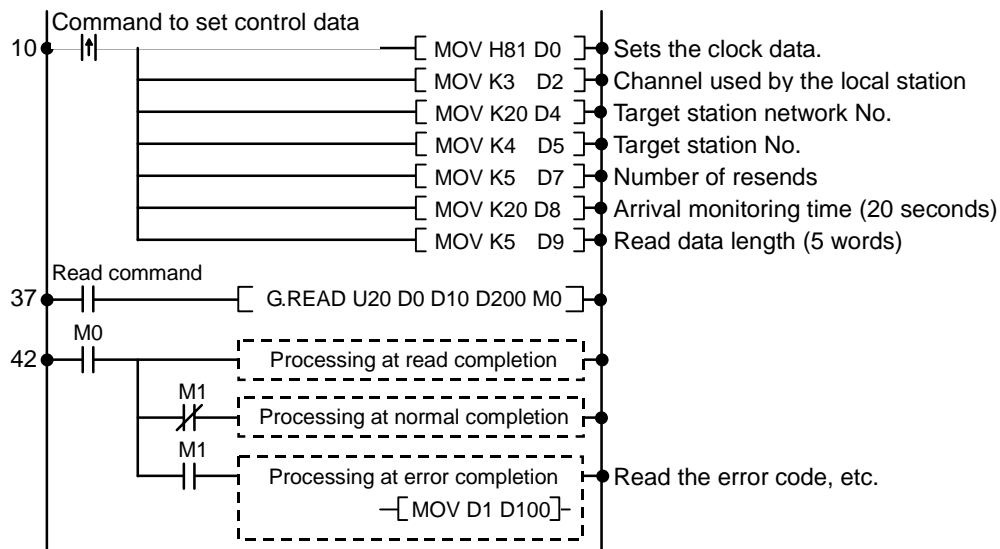 Command to set control data
10 MOV H81 D0 Sets the clock data.
MOV K3 D2 Channel used by the local station
MOV K20 D4 Target station network No.
MOV K4 D5 Target station No.
MOV K5 D7 Number of resends
MOV K20 D8 Arrival monitoring time (20 seconds)
MOV K5 D9 Read data length (5 words)
Read command
37 G.READ U20 D0 D10 D200 M0
M0
42 Processing at read completion
M1
Processing at normal completion
M1
Processing at error completion Read the error code, etc.
MOV D1 D100